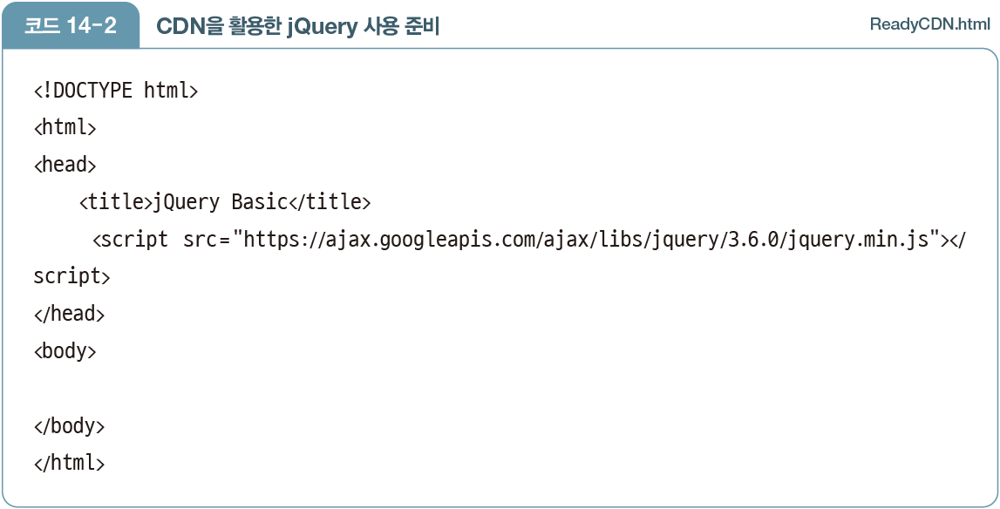 코드 14-2 CDN을 활용한 jQuery 사용 준비 ReadyCDN.html
<!DOCTYPE html>
<html>
<head>
    <title>jQuery Basic</title>
     <script src="https://ajax.googleapis.com/ajax/libs/jquery/3.6.0/jquery.min.js"></
script>
</head>
<body>

</body>
</html>